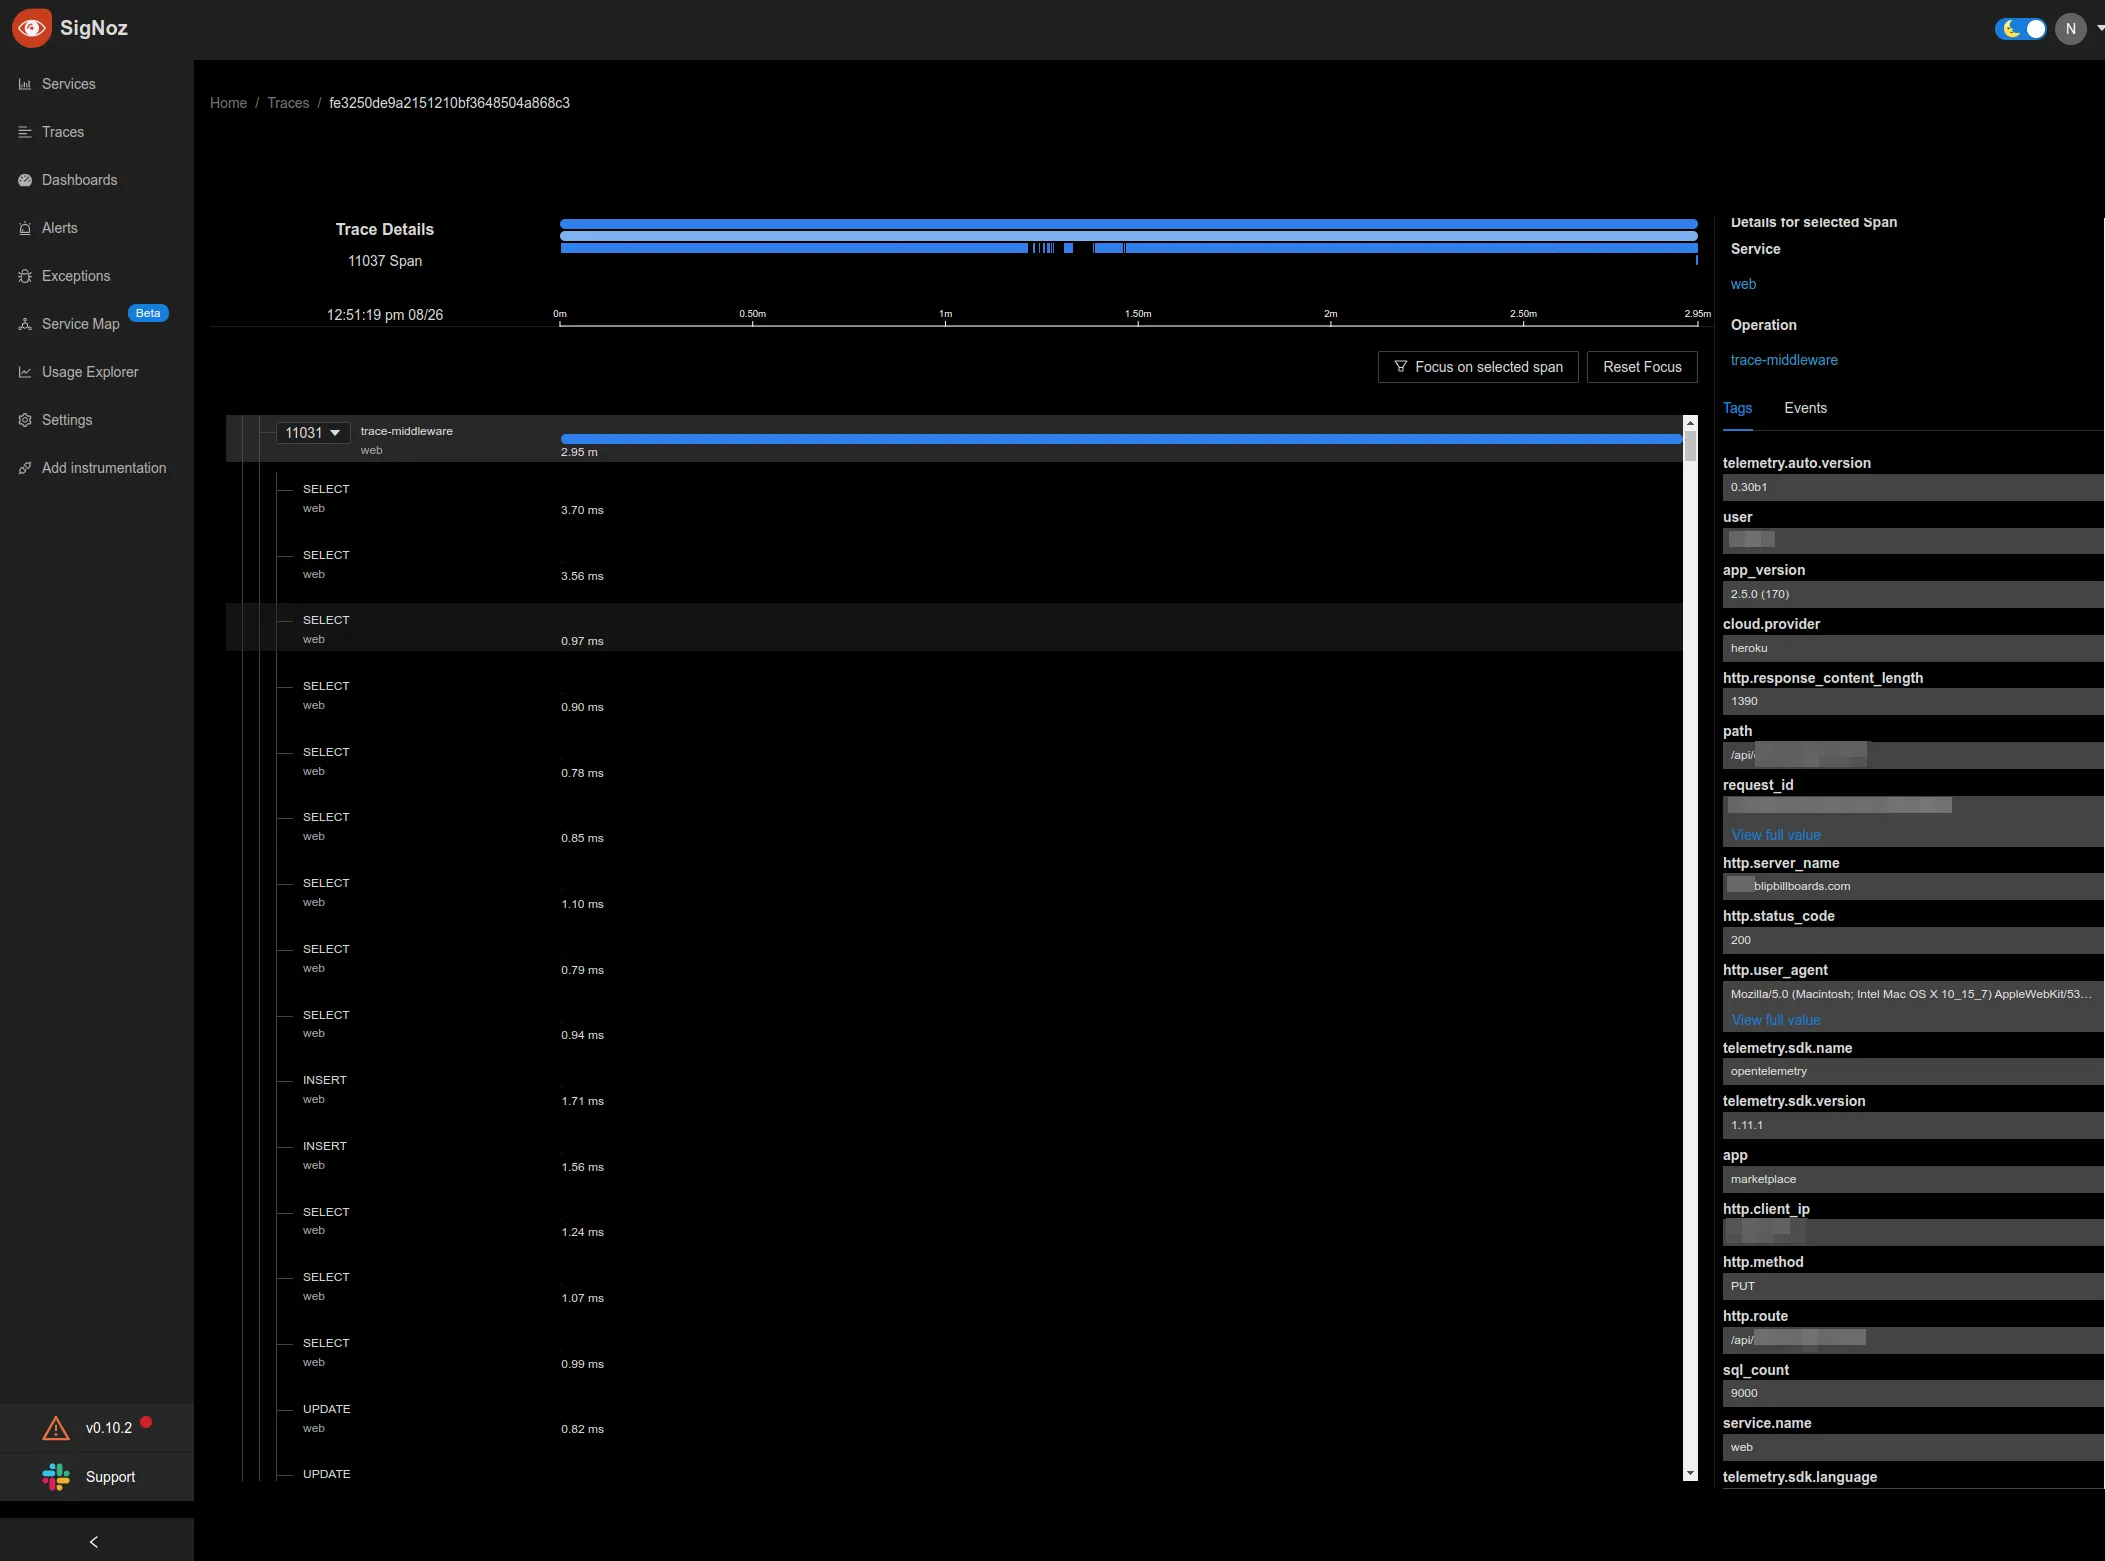 SigNoz
N
Services
Traces
Dashboards
Alerts
Exceptions
Service Map
Beta
Usage Explorer
Settings
Add instrumentation
v0.10.2
Support
Home / Traces / fe3250de9a2151210bf3648504a868c3
Trace Details
11037 Span
12:51:19 pm 08/26
0m 0.50m 1m 1.50m 2m 2.50m 2.95m
Focus on selected span
Reset Focus
11031
trace-middleware
web
2.95 m
SELECT
web
3.70 ms
SELECT
web
3.56 ms
SELECT
web
0.97 ms
SELECT
web
0.90 ms
SELECT
web
0.78 ms
SELECT
web
0.85 ms
SELECT
web
1.10 ms
SELECT
web
0.79 ms
SELECT
web
0.94 ms
INSERT
web
1.71 ms
INSERT
web
1.56 ms
SELECT
web
1.24 ms
SELECT
web
1.07 ms
SELECT
web
0.99 ms
UPDATE
web
0.82 ms
UPDATE
Details for selected Span
Service
web
Operation
trace-middleware
Tags
Events
telemetry.auto.version
0.30b1
user
app_version
2.5.0 (170)
cloud.provider
heroku
http.response_content_length
1390
path
/api/
request_id
View full value
http.server_name
blipbillboards.com
http.status_code
200
http.user_agent
Mozilla/5.0 (Macintosh; Intel Mac OS X 10_15_7) AppleWebKit/53...
View full value
telemetry.sdk.name
opentelemetry
telemetry.sdk.version
1.11.1
app
marketplace
http.client_ip
http.method
PUT
http.route
/api/
sql_count
9000
service.name
web
telemetry.sdk.language